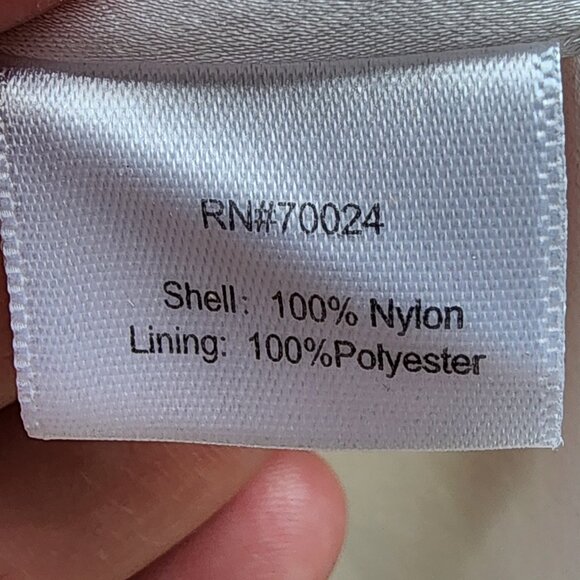 RN#70024
Shell: 100% Nylon
Lining: 100%Polyester